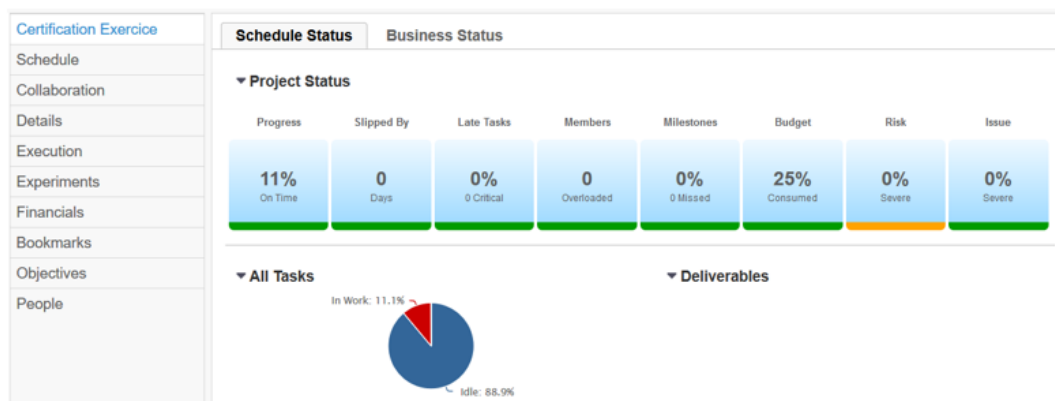 Certification Exercice
Schedule
Collaboration
Details
Execution
Experiments
Financials
Bookmarks
Objectives
People
Schedule Status Business Status
Project Status
Progress Slipped By Late Tasks Members Milestones Budget Risk Issue
11% 0 0% 0 0% 25% 0% 0%
On Time Days 0 Critical Overloaded 0 Missed Consumed Severe Severe
All Tasks Deliverables
In Work: 11.1%
Idle: 88.9%